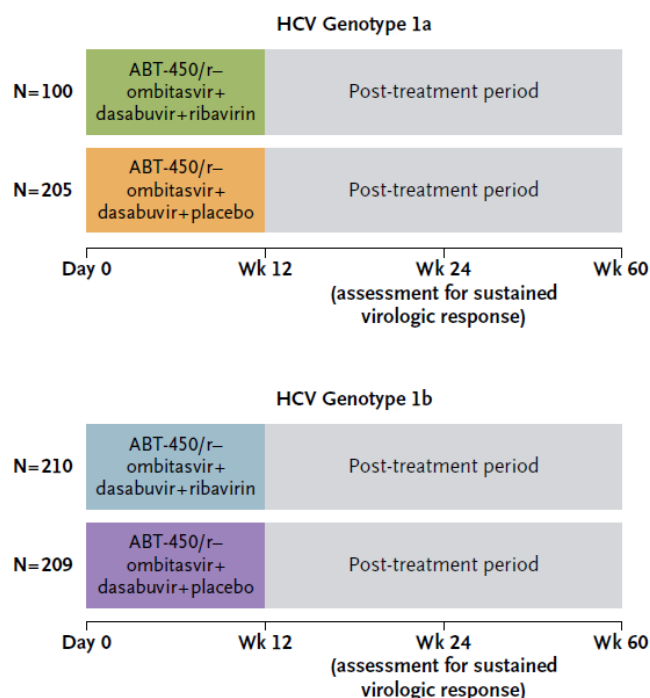 HCV Genotype 1a
N=100
ABT-450/r–
ombitasvir+
dasabuvir+ribavirin
Post-treatment period
N=205
ABT-450/r–
ombitasvir+
dasabuvir+placebo
Post-treatment period
Day 0 Wk 12 Wk 24 Wk 60
(assessment for sustained
virologic response)
HCV Genotype 1b
N=210
ABT-450/r–
ombitasvir+
dasabuvir+ribavirin
Post-treatment period
N=209
ABT-450/r–
ombitasvir+
dasabuvir+placebo
Post-treatment period
Day 0 Wk 12 Wk 24 Wk 60
(assessment for sustained
virologic response)